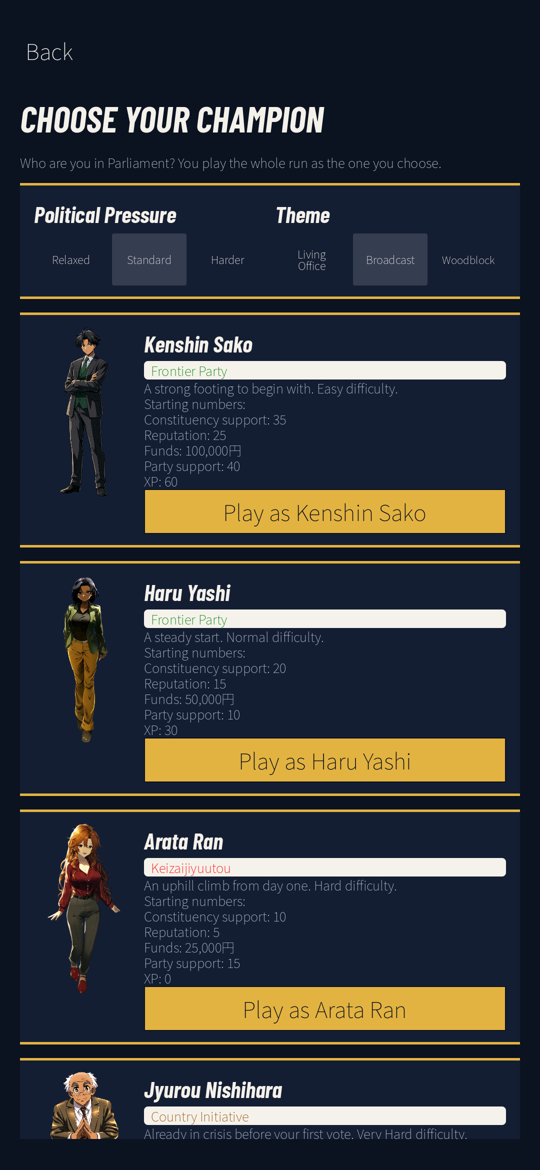 Back
CHOOSE YOUR CHAMPION
Who are you in Parliament? You play the whole run as the one you choose.
Political Pressure
Theme
Relaxed
Standard
Harder
Living
Office
Broadcast
Woodblock
Kenshin Sako
Frontier Party
A strong footing to begin with. Easy difficulty.
Starting numbers:
Constituency support: 35
Reputation: 25
Funds: 100,000円
Party support: 40
XP: 60
Play as Kenshin Sako
Haru Yashi
Frontier Party
A steady start. Normal difficulty.
Starting numbers:
Constituency support: 20
Reputation: 15
Funds: 50,000円
Party support: 10
XP: 30
Play as Haru Yashi
Arata Ran
Keizaijiyuutou
An uphill climb from day one. Hard difficulty.
Starting numbers:
Constituency support: 10
Reputation: 5
Funds: 25,000円
Party support: 15
XP: 0
Play as Arata Ran
Jyurou Nishihara
Country Initiative
Already in crisis before your first vote. Very Hard difficulty.